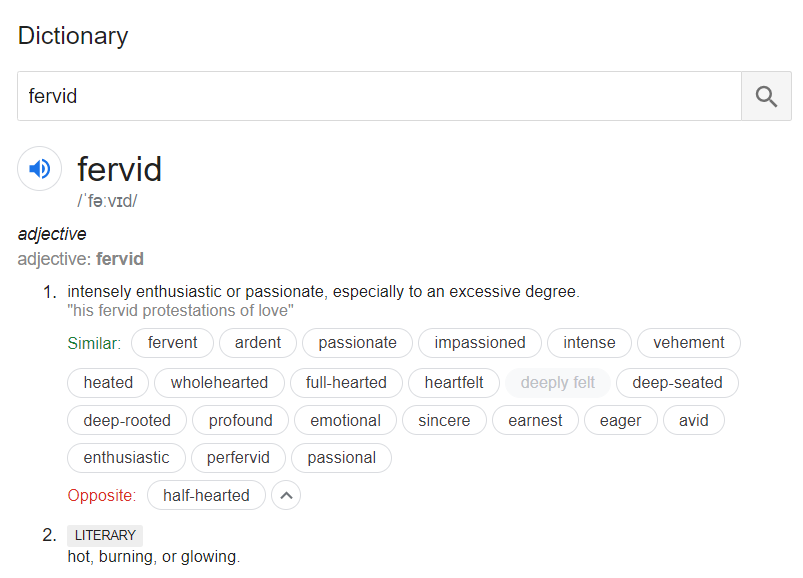 Dictionary
fervid
fervid
/ˈfəːvɪd/
adjective
adjective: fervid
1. intensely enthusiastic or passionate, especially to an excessive degree.
"his fervid protestations of love"
Similar: fervent ardent passionate impassioned intense vehement
heated wholehearted full-hearted heartfelt deeply felt deep-seated
deep-rooted profound emotional sincere earnest eager avid
enthusiastic perfervid passional
Opposite: half-hearted
2. LITERARY
hot, burning, or glowing.